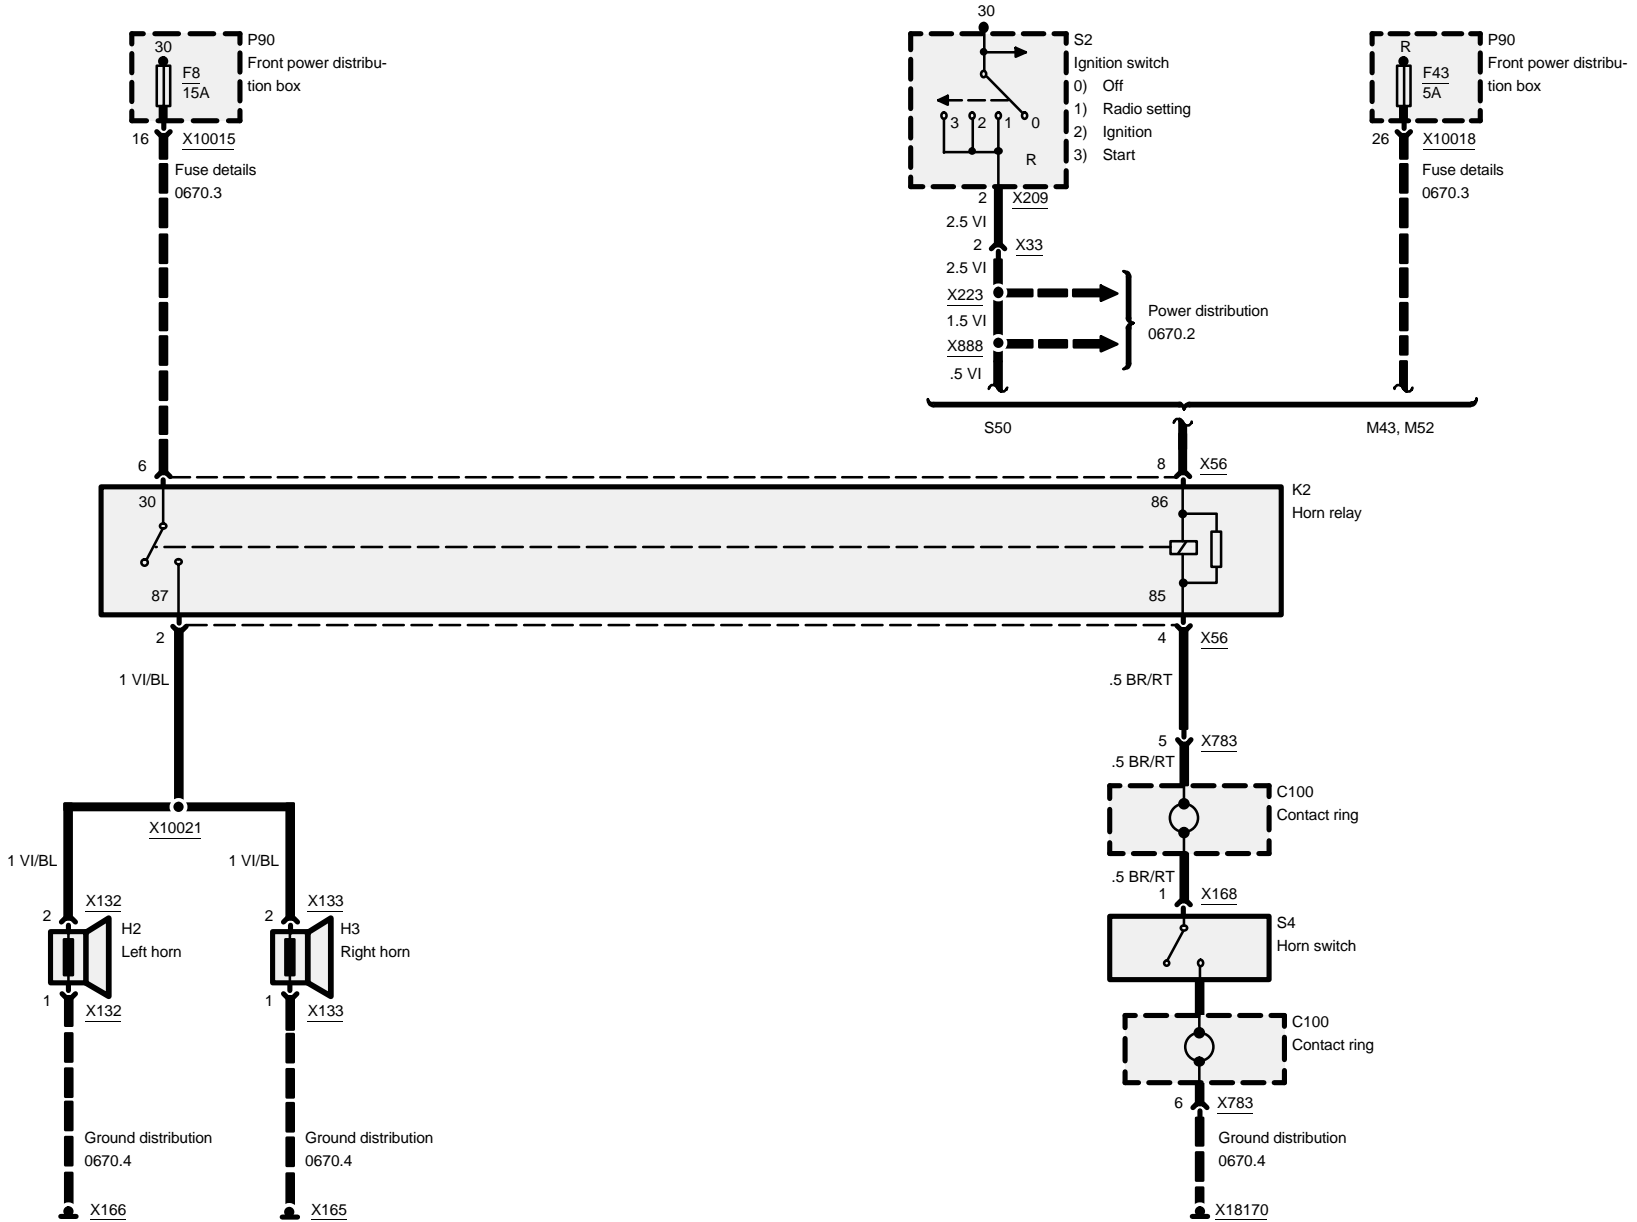 30
F8
15A
P90
Front power distribu-
tion box
16
X10015
Fuse details
0670.3
30
3
2
1
0
R
S2
Ignition switch
0) Off
1) Radio setting
2) Ignition
3) Start
2
X209
2.5 VI
2
X33
2.5 VI
X223
1.5 VI
X888
.5 VI
Power distribution
0670.2
R
F43
5A
P90
Front power distribu-
tion box
26
X10018
Fuse details
0670.3
S50
M43, M52
6
8
X56
30
86
K2
Horn relay
87
85
2
4
X56
1 VI/BL
X10021
1 VI/BL
1 VI/BL
2
X132
H2
Left horn
1
X132
Ground distribution
0670.4
X166
2
X133
H3
Right horn
1
X133
Ground distribution
0670.4
X165
.5 BR/RT
5
X783
.5 BR/RT
C100
Contact ring
.5 BR/RT
1
X168
S4
Horn switch
C100
Contact ring
6
X783
Ground distribution
0670.4
X18170